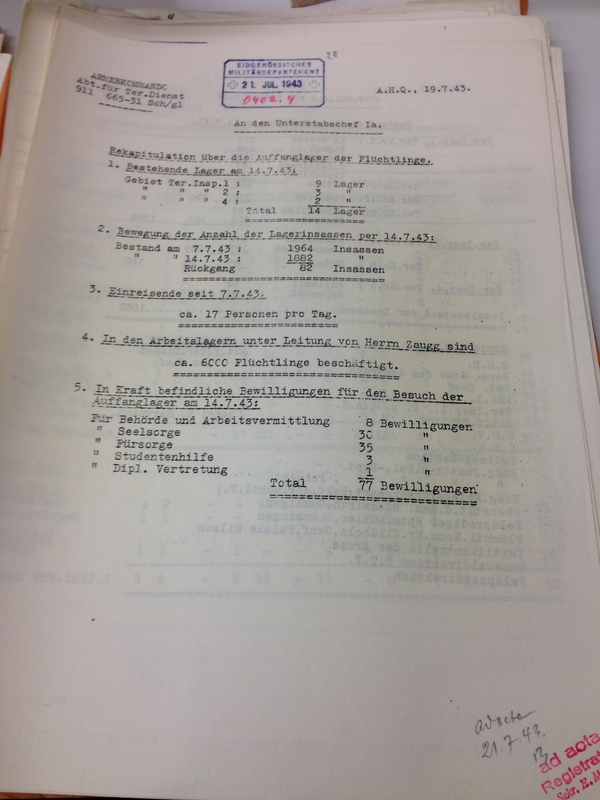 28
ARMEEKOMMANDO
Abt.für Ter.Dienst
911 665-31 Sch/gl
EIDGENÖSSISCHES
MILITÄRDEPARTEMENT
21. JUL 1943
0402.4
A.H.Q., 19.7.43.
An den Unterstabschef Ia.
Rekapitulation über die Auffanglager der Flüchtlinge.
1. Bestehende Lager am 14.7.43:
Gebiet Ter.Insp.1 : 9 Lager
" " " 2 : 3 "
" " " 4 : 2 "
Total 14 Lager
2. Bewegung der Anzahl der Lagerinsassen per 14.7.43:
Bestand am 7.7.43 : 1964 Insassen
" " 14.7.43 : 1882 "
Rückgang 82 Insassen
3. Einreisende seit 7.7.43.
ca. 17 Personen pro Tag.
4. In den Arbeitslagern unter Leitung von Herrn Zaugg sind
ca. 6000 Flüchtlinge beschäftigt.
5. In Kraft befindliche Bewilligungen für den Besuch der
Auffanglager am 14.7.43:
Für Behörde und Arbeitsvermittlung 8 Bewilligungen
" Seelsorge 30 "
" Fürsorge 35 "
" Studentenhilfe 3 "
" Dipl. Vertretung 1 "
Total 77 Bewilligungen
21.7.43.
ad acta
Registrat